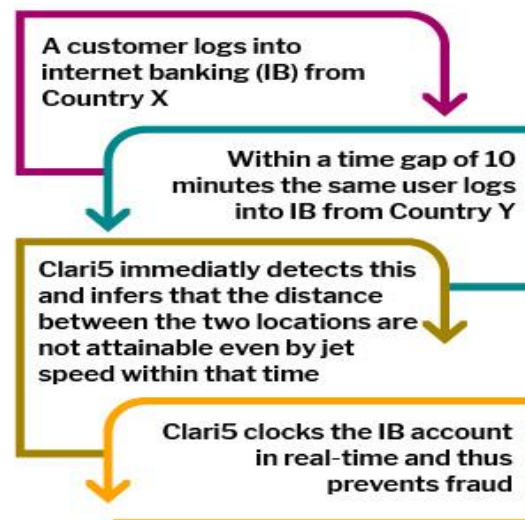 A customer logs into
internet banking (IB) from
Country X
Within a time gap of 10
minutes the same user logs
into IB from Country Y
Clari5 immediatly detects this
and infers that the distance
between the two locations are
not attainable even by jet
speed within that time
Clari5 clocks the IB account
in real-time and thus
prevents fraud